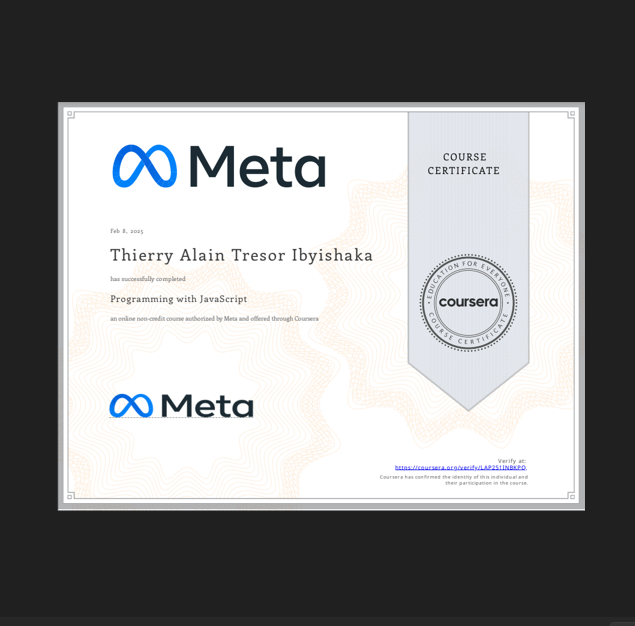 Meta
COURSE
CERTIFICATE
Feb 8, 2025
Thierry Alain Tresor Ibyishaka
has successfully completed
Programming with JavaScript
an online non-credit course authorized by Meta and offered through Coursera
EDUCATION FOR EVERYONE
coursera
COURSE CERTIFICATE
Meta
Verify at:
https://coursera.org/verify/LAP251INBKPQ
Coursera has confirmed the identity of this individual and
their participation in the course.